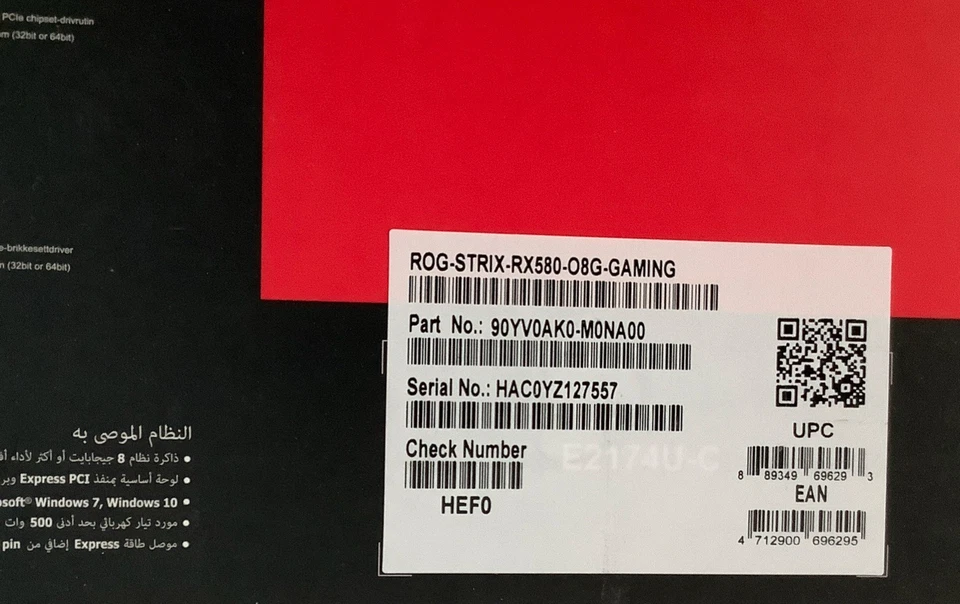 PCIe chipset-drivrutin
(32bit or 64bit)
e-brikkesettdriver
(32bit or 64bit)
ROG-STRIX-RX580-O8G-GAMING
Part No.: 90YV0AK0-M0NA00
Serial No.: HAC0YZ127557
Check Number
HEF0
E2174U-C
UPC
8 89349 69629 3
EAN
4 712900 696295
النظام الموصى به
• ذاكرة نظام 8 جيجابايت أو أكثر لأداء
• لوحة أساسية بمنفذ Express PCI
• Windows 7, Windows 10
• مورد تيار كهربائي بحد أدنى 500 وات
• موصل طاقة Express إضافي من pin